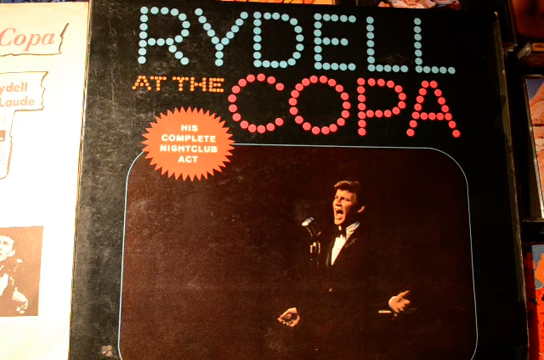 Copa
ydell
Laude
RYDELL
AT THE
COPA
HIS
COMPLETE
NIGHTCLUB
ACT